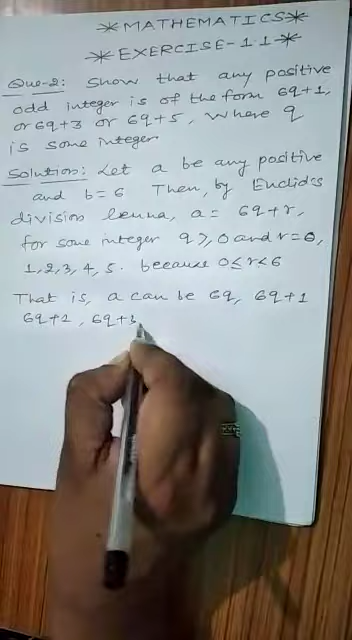 *MATHEMATICS*
*EXERCISE-1.1*
Que-2: Show that any positive
odd integer is of the form 6q+1,
or 6q+3 or 6q+5, where q
is some integer.
Solution: Let a be any positive
and b=6 Then, by Euclid's
division lemma, a = 6q+r,
for some integer q≥0 and r=0,
1,2,3,4,5. because 0≤r<6
That is, a can be 6q, 6q+1
6q+2, 6q+3